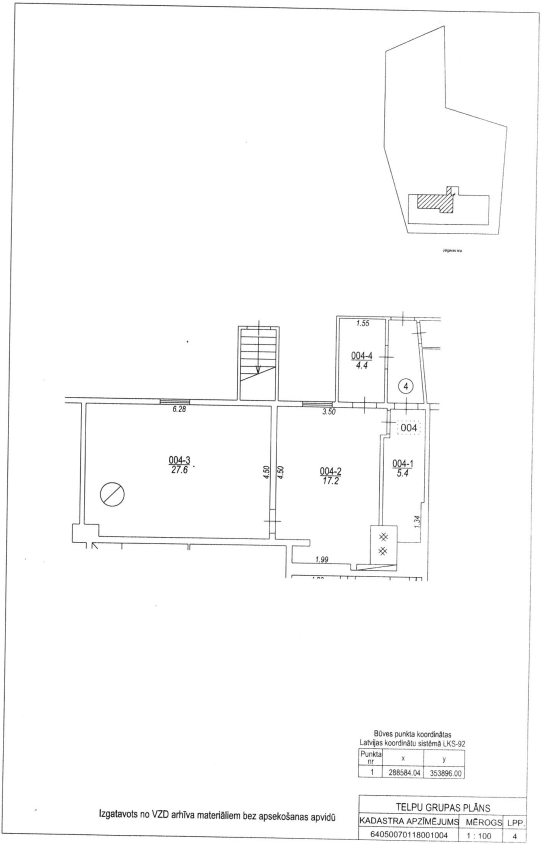 1.55
004-4
4.4
4
6.28
3.50
004
004-3
27.6
4.50
4.50
004-2
17.2
004-1
5.4
1.34
1.99
Būves punkta koordinātas
Latvijas koordinātu sistēmā LKS-92
Punkta nr x y
1 288584.04 353896.00
Izgatavots no VZD arhīva materiāliem bez apsekošanas apvidū
TELPU GRUPAS PLĀNS
KADASTRA APZĪMĒJUMS MĒROGS LPP.
64050070118001004 1 : 100 4